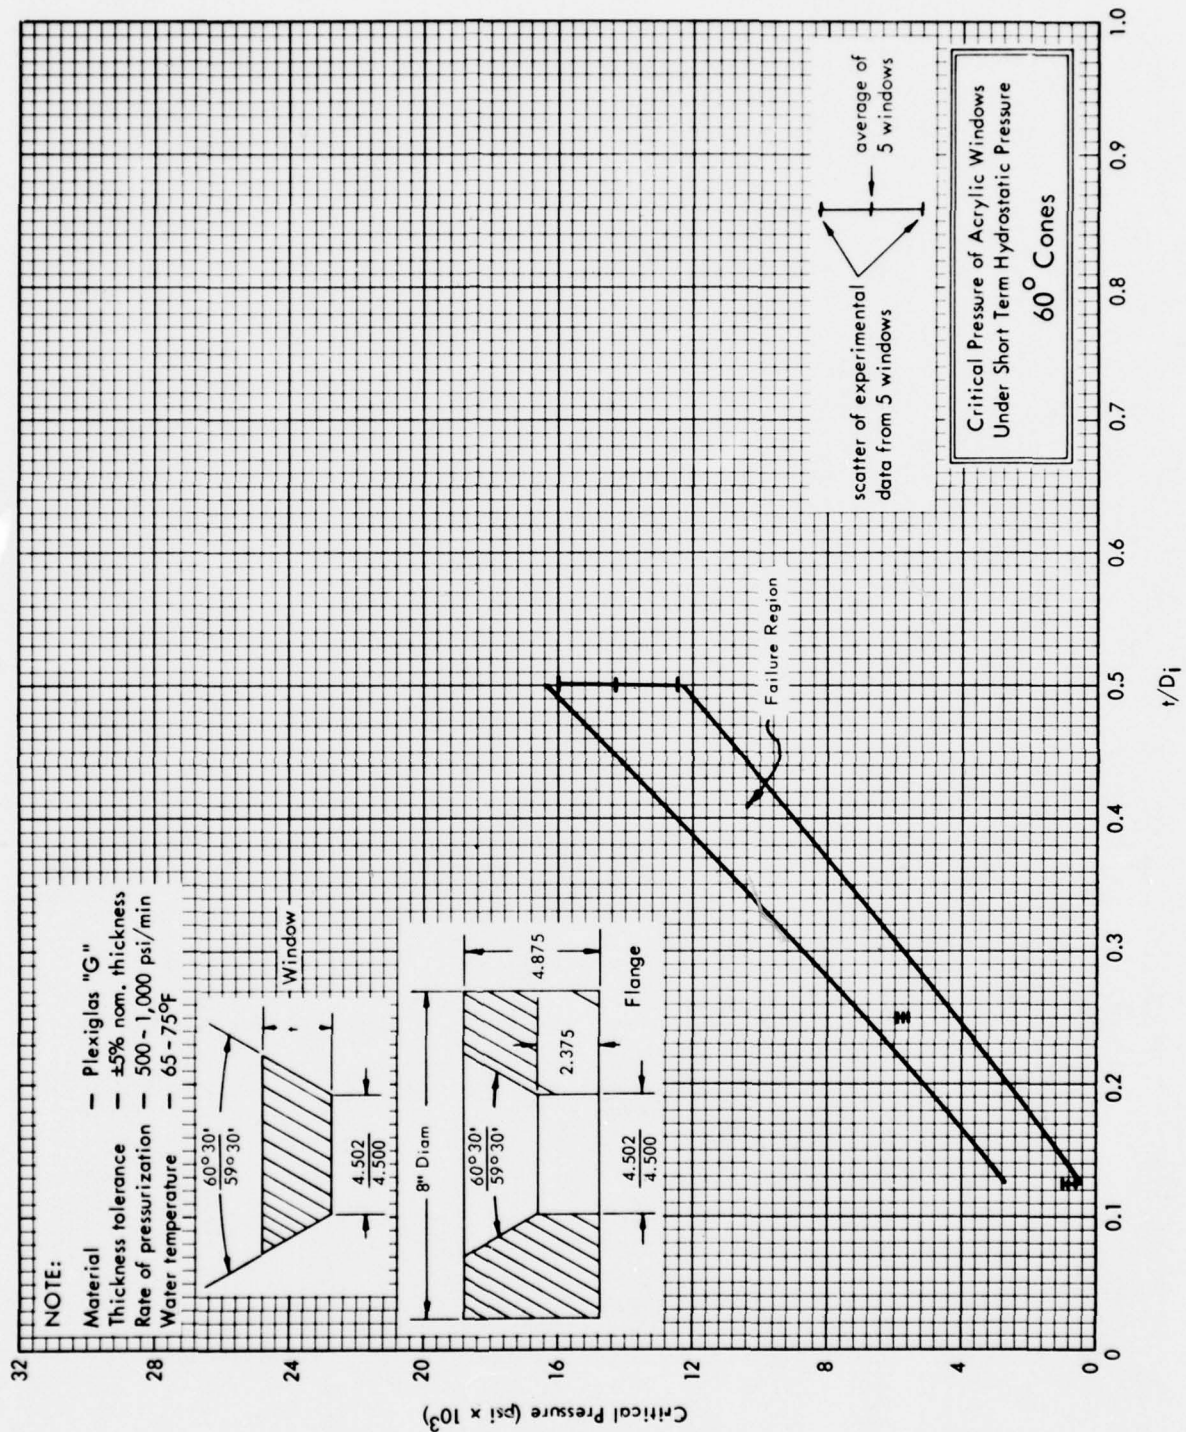 NOTE:
Material — Plexiglas "G"
Thickness tolerance — ±5% nom. thickness
Rate of pressurization — 500 - 1,000 psi/min
Water temperature — 65 - 75°F
60° 30'
59° 30'
t
Window
4.502
4.500
8" Diam
60° 30'
59° 30'
4.875
2.375
4.502
4.500
Flange
Failure Region
scatter of experimental
data from 5 windows
average of
5 windows
Critical Pressure of Acrylic Windows
Under Short Term Hydrostatic Pressure
60° Cones
Critical Pressure (psi x 10³)
32
28
24
20
16
12
8
4
0
0
0.1
0.2
0.3
0.4
0.5
0.6
0.7
0.8
0.9
1.0
t/Di